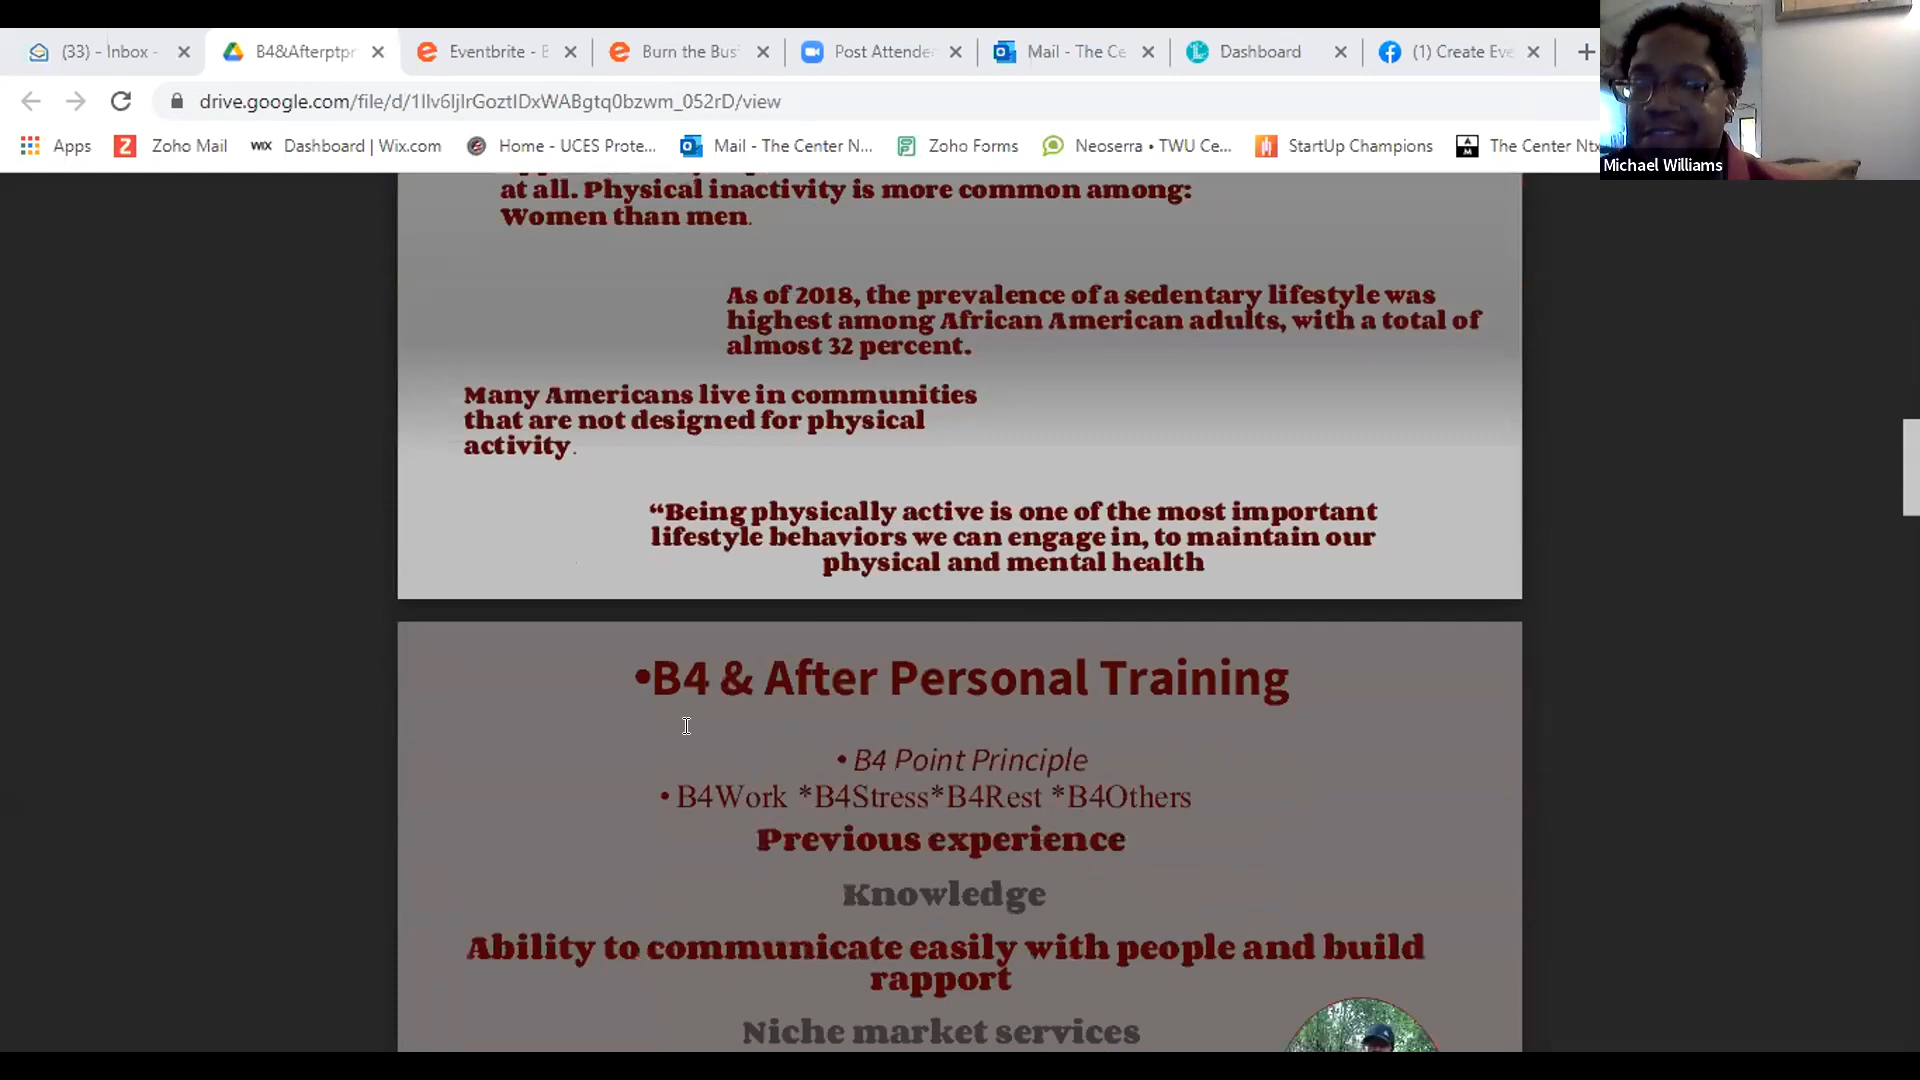 (33) - Inbox -
B4&Afterptpr
Eventbrite - E
Burn the Bus
Post Attende
Mail - The Ce
Dashboard
(1) Create Eve
drive.google.com/file/d/
Apps
Zoho Mail
WIX
Dashboard | Wix.com
Home - UCES Prote...
Mail - The Center N...
Zoho Forms
Neoserra • TWU Ce...
StartUp Champions
The Center Ntx
Michael Williams
at all. Physical inactivity is more common among:
Women than men.
As of 2018, the prevalence of a sedentary lifestyle was
highest among African American adults, with a total of
almost 32 percent.
Many Americans live in communities
that are not designed for physical
activity.
“Being physically active is one of the most important
lifestyle behaviors we can engage in, to maintain our
physical and mental health
•B4 & After Personal Training
• B4 Point Principle
• B4Work *B4Stress*B4Rest *B4Others
Previous experience
Knowledge
Ability to communicate easily with people and build
rapport
Niche market services